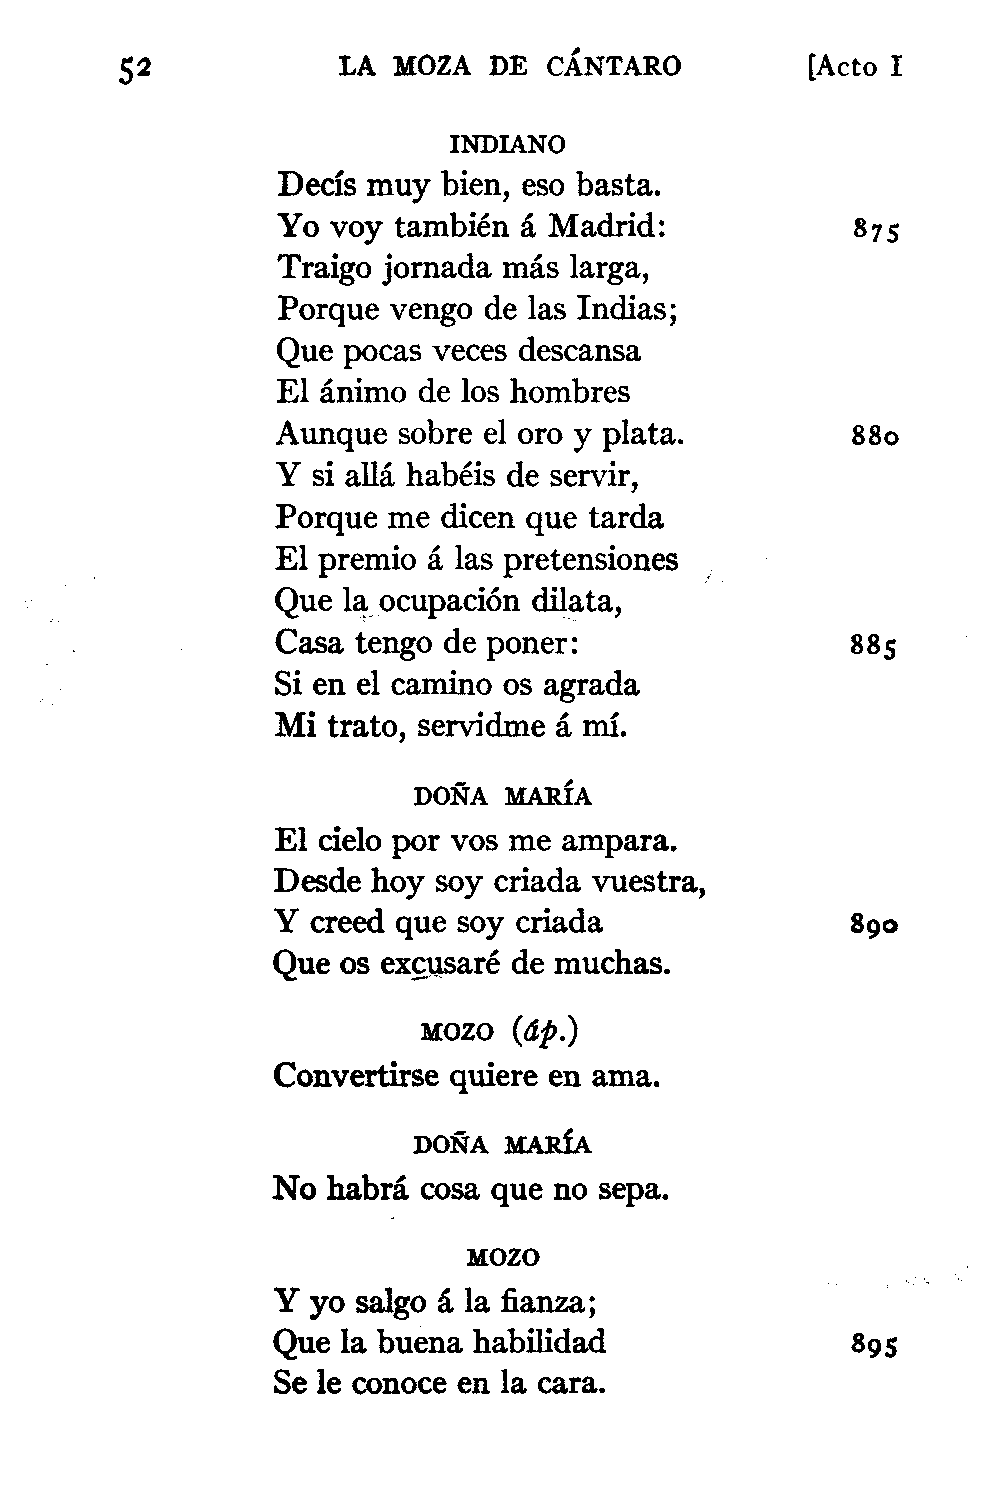 52 LA MOZA DE CÁNTARO [Acto I
INDIANO
Decís muy bien, eso basta.
Yo voy también á Madrid: 875
Traigo jornada más larga,
Porque vengo de las Indias;
Que pocas veces descansa
El ánimo de los hombres
Aunque sobre el oro y plata. 880
Y si allá habéis de servir,
Porque me dicen que tarda
El premio á las pretensiones
Que la ocupación dilata,
Casa tengo de poner: 885
Si en el camino os agrada
Mi trato, servidme á mí.
DOÑA MARÍA
El cielo por vos me ampara.
Desde hoy soy criada vuestra,
Y creed que soy criada 890
Que os excusaré de muchas.
MOZO (áp.)
Convertirse quiere en ama.
DOÑA MARÍA
No habrá cosa que no sepa.
MOZO
Y yo salgo á la fianza;
Que la buena habilidad 895
Se le conoce en la cara.